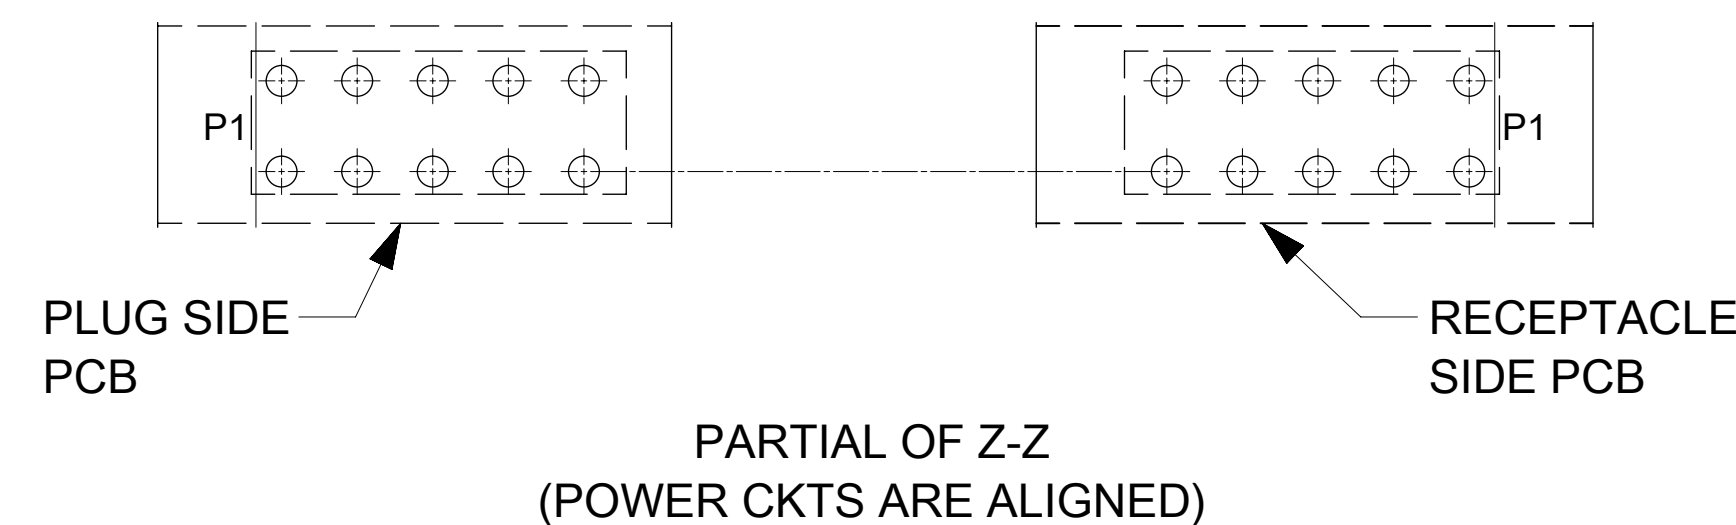 P1
P1
PLUG SIDE
PCB
RECEPTACLE
SIDE PCB
PARTIAL OF Z-Z
(POWER CKTS ARE ALIGNED)